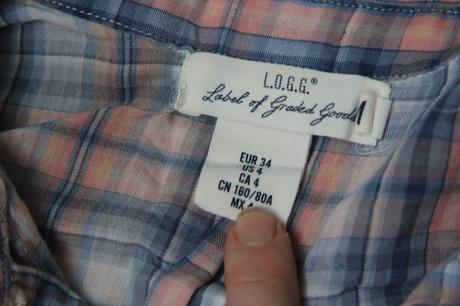 L.O.G.G.®
Label of Graded Goods
EUR 34
US 4
CA 4
CN 160/80A
MX